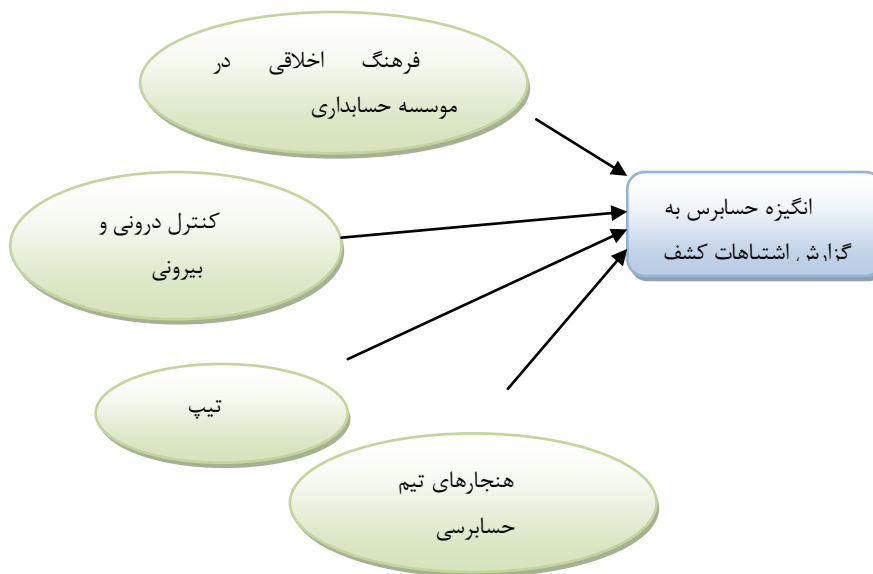 فرهنگ اخلاقی در
موسسه حسابداری
کنترل درونی و
بیرونی
تیپ
هنجارهای تیم
حسابرسی
انگیزه حسابرس به
گزارش اشتباهات کشف